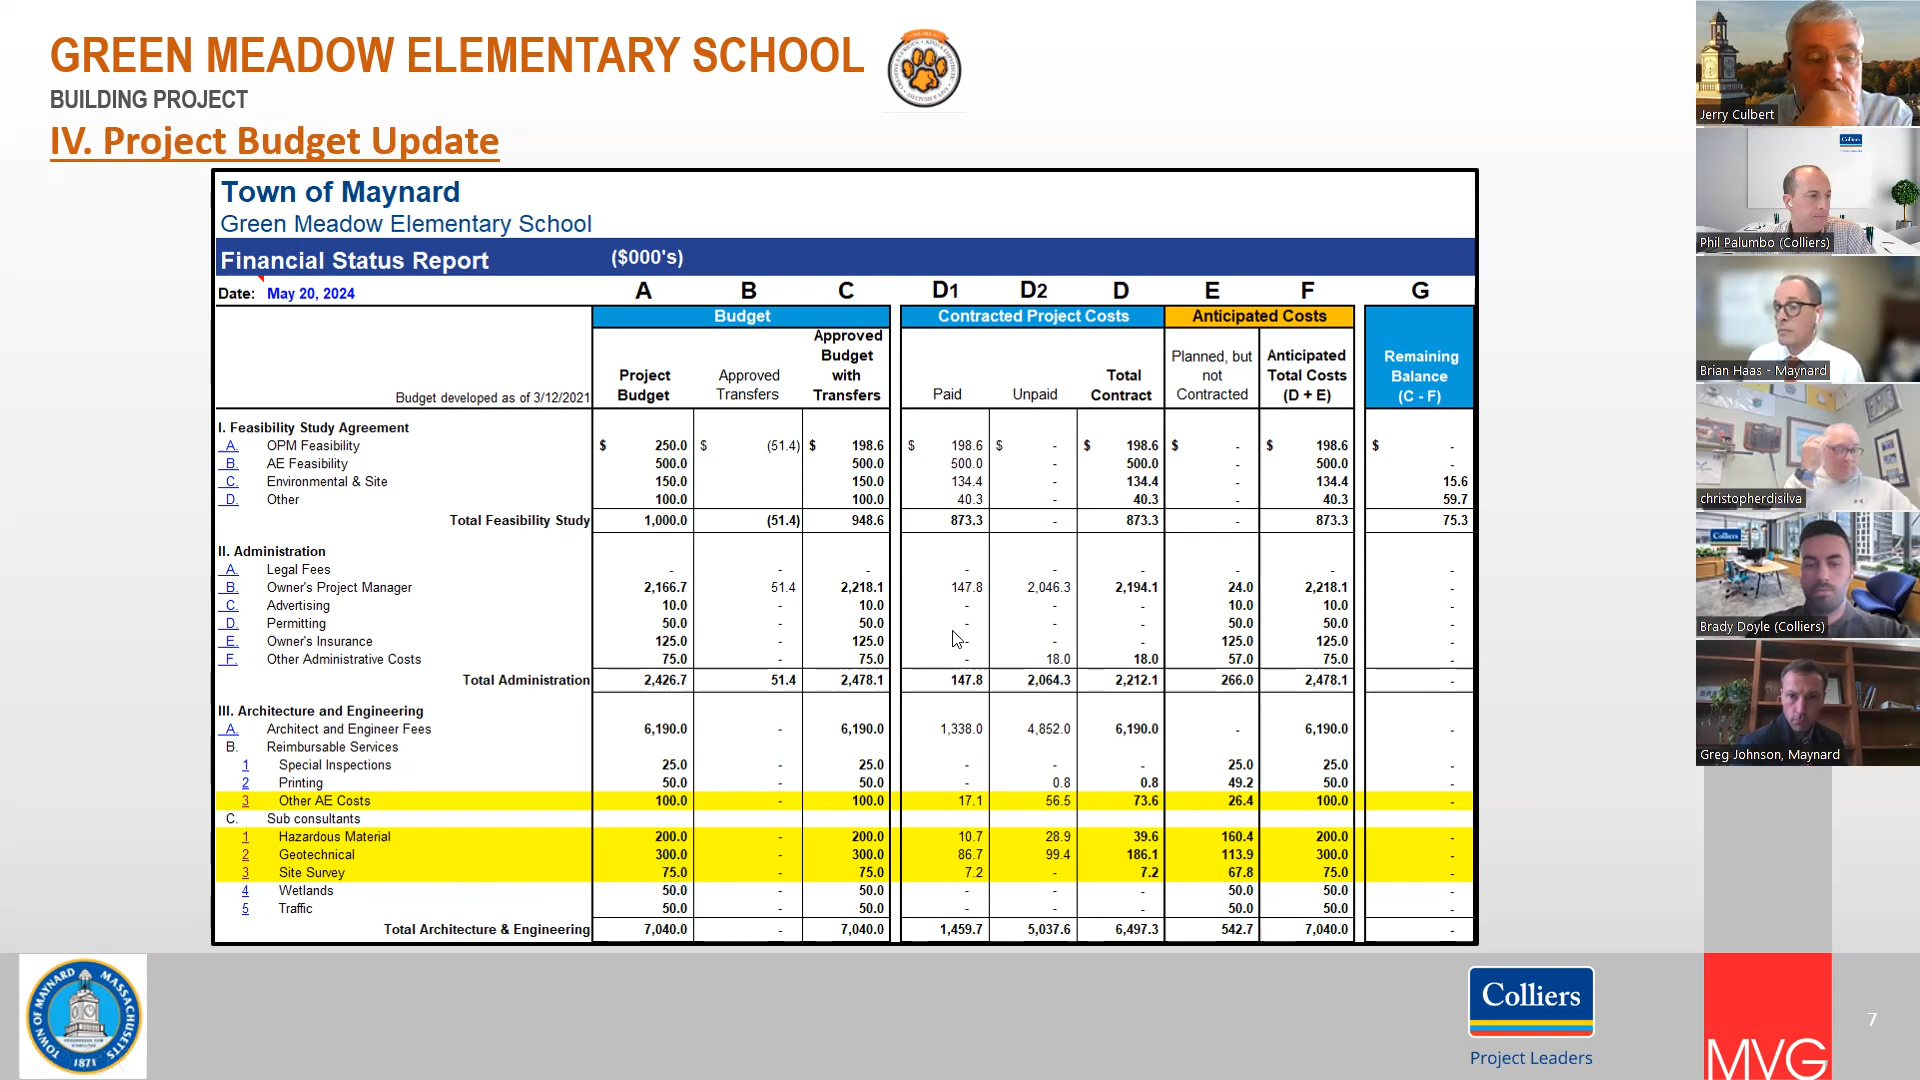 GREEN MEADOW ELEMENTARY SCHOOL
BUILDING PROJECT
IV. Project Budget Update
Town of Maynard
Green Meadow Elementary School
Financial Status Report ($000's)
Date: May 20, 2024 A B C D1 D2 D E F G
Budget Contracted Project Costs Anticipated Costs
Budget developed as of 3/12/2021 Project Budget Approved Transfers Approved Budget with Transfers Paid Unpaid Total Contract Planned, but not Contracted Anticipated Total Costs (D + E) Remaining Balance (C - F)
I. Feasibility Study Agreement
A. OPM Feasibility $ 250.0 $ (51.4) $ 198.6 $ 198.6 $ - $ 198.6 $ - $ 198.6 $ -
B. AE Feasibility 500.0 500.0 500.0 - 500.0 - 500.0 -
C. Environmental & Site 150.0 150.0 134.4 - 134.4 - 134.4 15.6
D. Other 100.0 100.0 40.3 - 40.3 - 40.3 59.7
Total Feasibility Study 1,000.0 (51.4) 948.6 873.3 - 873.3 - 873.3 75.3
II. Administration
A. Legal Fees - - - - - - - - -
B. Owner's Project Manager 2,166.7 51.4 2,218.1 147.8 2,046.3 2,194.1 24.0 2,218.1 -
C. Advertising 10.0 - 10.0 - - - 10.0 10.0 -
D. Permitting 50.0 - 50.0 - - - 50.0 50.0 -
E. Owner's Insurance 125.0 - 125.0 - - - 125.0 125.0 -
F. Other Administrative Costs 75.0 - 75.0 - 18.0 18.0 57.0 75.0 -
Total Administration 2,426.7 51.4 2,478.1 147.8 2,064.3 2,212.1 266.0 2,478.1 -
III. Architecture and Engineering
A. Architect and Engineer Fees 6,190.0 - 6,190.0 1,338.0 4,852.0 6,190.0 - 6,190.0 -
B. Reimbursable Services
1 Special Inspections 25.0 - 25.0 - - - 25.0 25.0 -
2 Printing 50.0 - 50.0 - 0.8 0.8 49.2 50.0 -
3 Other AE Costs 100.0 - 100.0 17.1 56.5 73.6 26.4 100.0 -
C. Sub consultants
1 Hazardous Material 200.0 - 200.0 10.7 28.9 39.6 160.4 200.0 -
2 Geotechnical 300.0 - 300.0 86.7 99.4 186.1 113.9 300.0 -
3 Site Survey 75.0 - 75.0 7.2 - 7.2 67.8 75.0 -
4 Wetlands 50.0 - 50.0 - - - 50.0 50.0 -
5 Traffic 50.0 - 50.0 - - - 50.0 50.0 -
Total Architecture & Engineering 7,040.0 - 7,040.0 1,459.7 5,037.6 6,497.3 542.7 7,040.0 -
Jerry Culbert
Colliers
Phil Palumbo (Colliers)
Brian Haas - Maynard
christopherdisilva
Colliers
Brady Doyle (Colliers)
Greg Johnson, Maynard
TOWN OF MAYNARD MASSACHUSETTS
1871
Colliers
Project Leaders
MVG
7